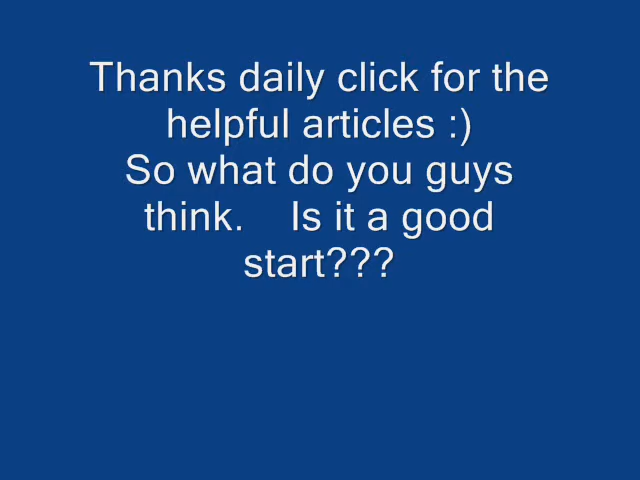 Thanks daily click for the
helpful articles :)
So what do you guys
think.    Is it a good
start???